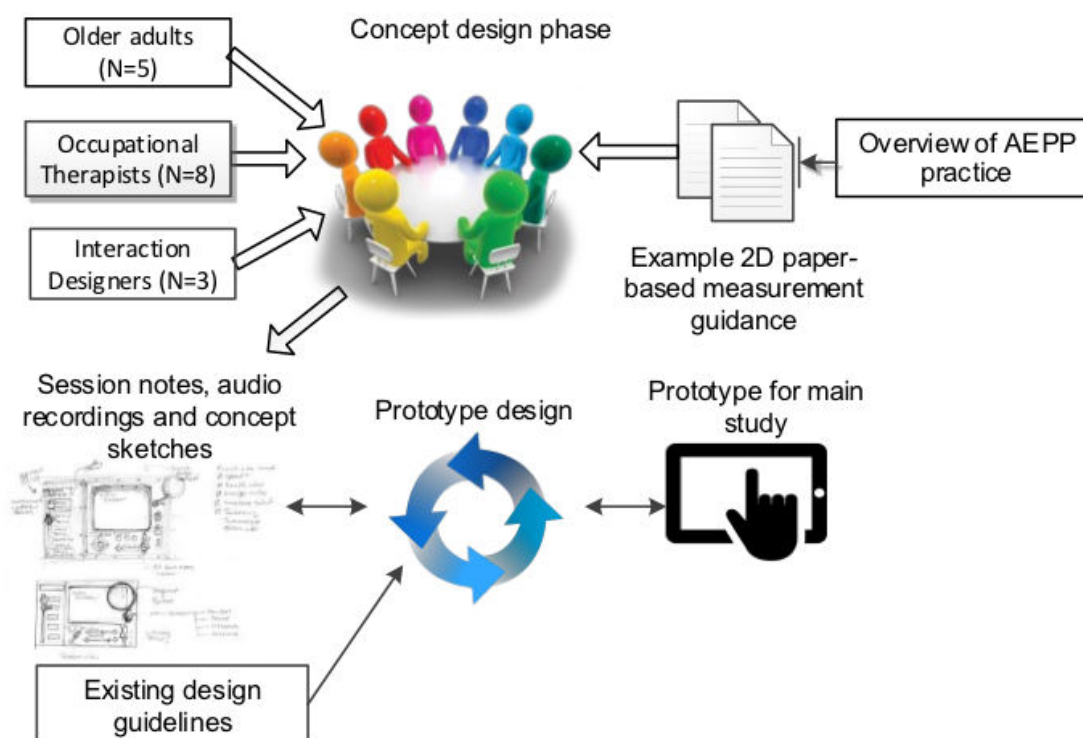 Concept design phase
Older adults
(N=5)
Occupational
Therapists (N=8)
Interaction
Designers (N=3)
Overview of AEPP
practice
Example 2D paper-
based measurement
guidance
Session notes, audio
recordings and concept
sketches
Prototype design
Prototype for main
study
Existing design
guidelines